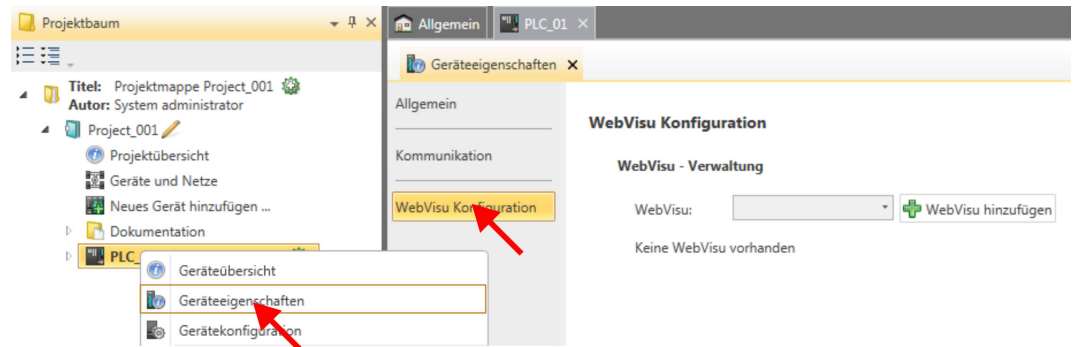 Projektbaum
Titel: Projektmappe Project_001
Autor: System administrator
Project_001
Projektübersicht
Geräte und Netze
Neues Gerät hinzufügen ...
Dokumentation
PLC_
Geräteübersicht
Geräteeigenschaften
Gerätekonfiguration
Allgemein
PLC_01
Geräteeigenschaften
Allgemein
Kommunikation
WebVisu Konfiguration
WebVisu Konfiguration
WebVisu - Verwaltung
WebVisu:
WebVisu hinzufügen
Keine WebVisu vorhanden